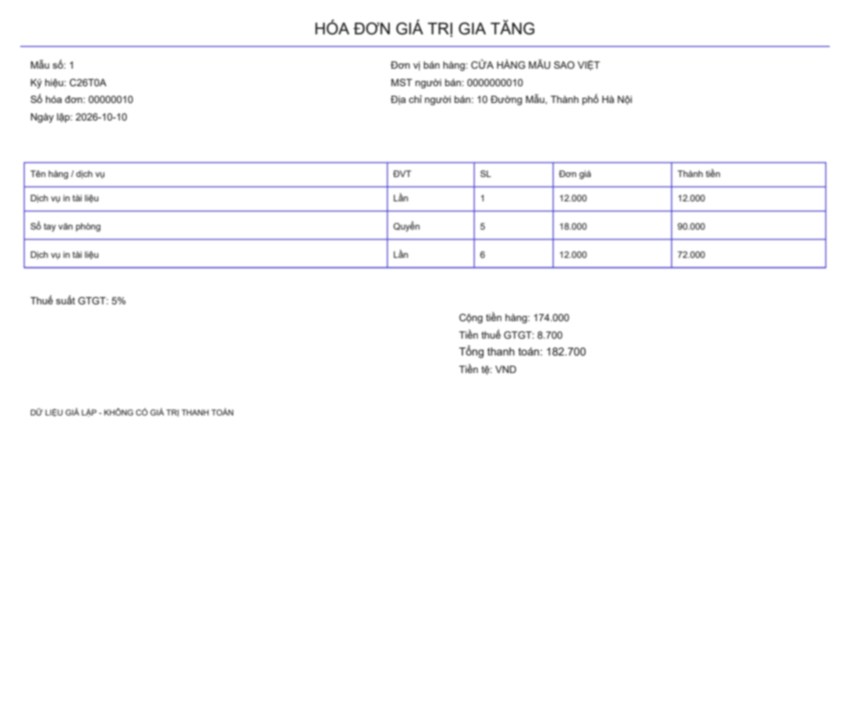 HÓA ĐƠN GIÁ TRỊ GIA TĂNG
Mẫu số: 1
Ký hiệu: C26T0A
Số hóa đơn: 00000010
Ngày lập: 2026-10-10
Đơn vị bán hàng: CỬA HÀNG MẪU SAO VIỆT
MST người bán: 0000000010
Địa chỉ người bán: 10 Đường Mẫu, Thành phố Hà Nội
Tên hàng / dịch vụ ĐVT SL Đơn giá Thành tiền
Dịch vụ in tài liệu Lần 1 12.000 12.000
Sổ tay văn phòng Quyển 5 18.000 90.000
Dịch vụ in tài liệu Lần 6 12.000 72.000
Thuế suất GTGT: 5%
Cộng tiền hàng: 174.000
Tiền thuế GTGT: 8.700
Tổng thanh toán: 182.700
Tiền tệ: VND
DỮ LIỆU GIẢ LẬP - KHÔNG CÓ GIÁ TRỊ THANH TOÁN